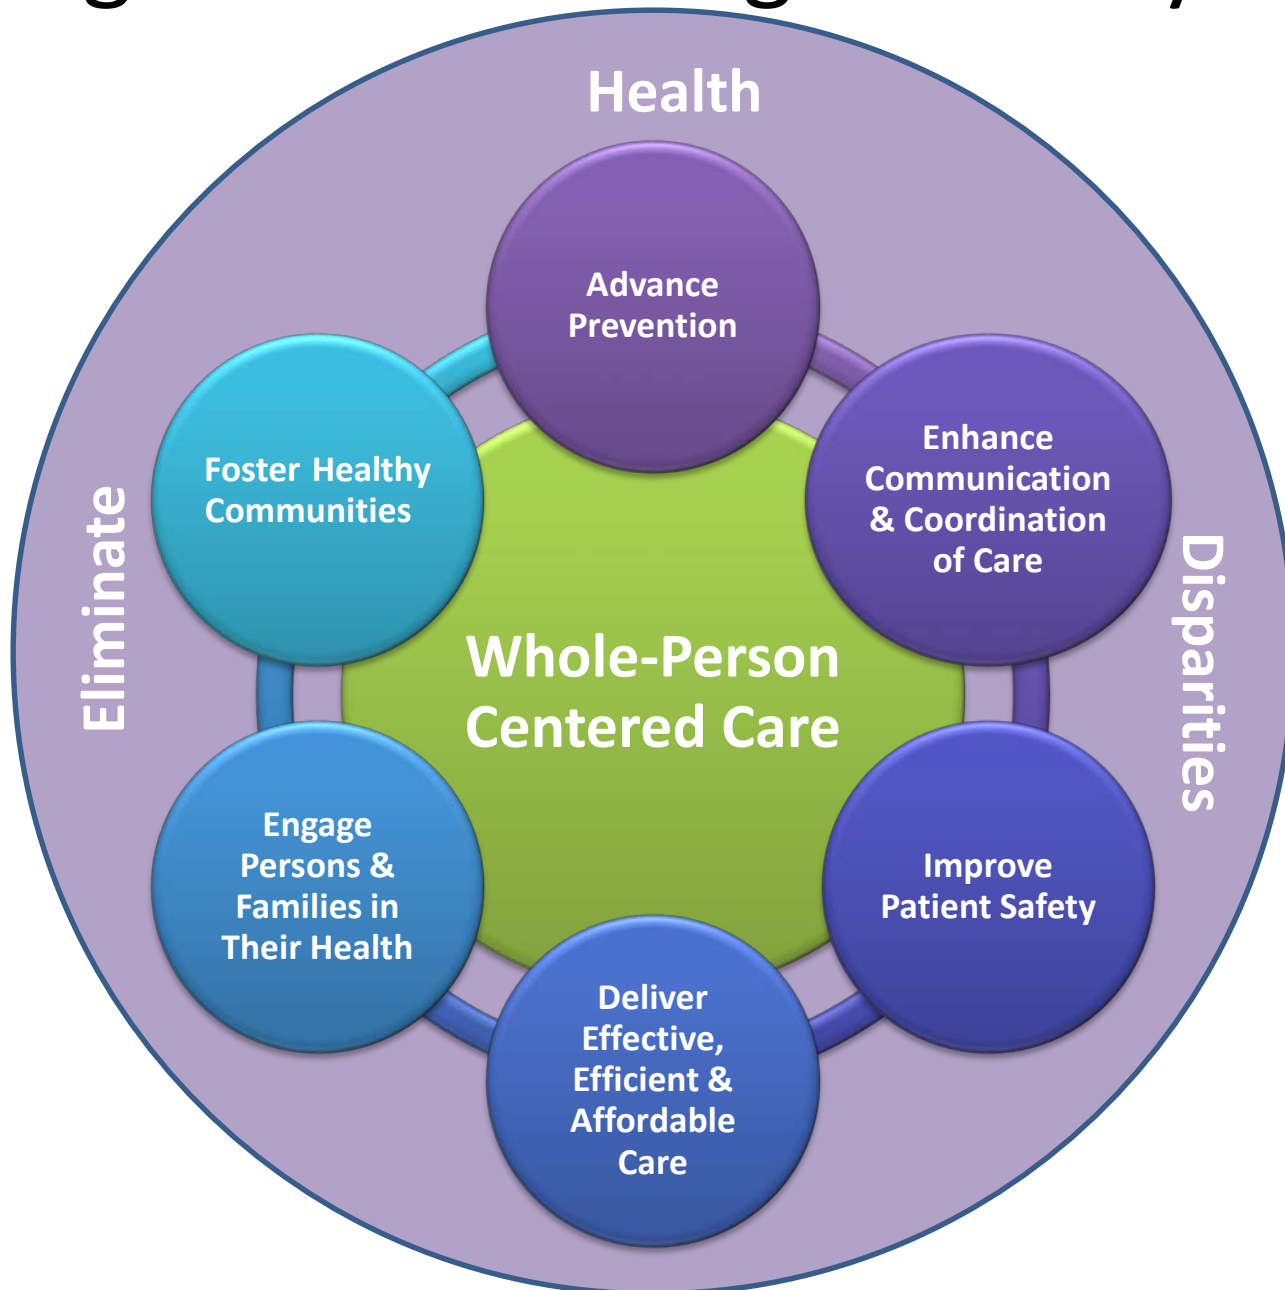 Health
Advance
Prevention
Enhance
Communication
& Coordination
of Care
Foster Healthy
Communities
Eliminate
Disparities
Whole-Person
Centered Care
Engage
Persons &
Families in
Their Health
Improve
Patient Safety
Deliver
Effective,
Efficient &
Affordable
Care